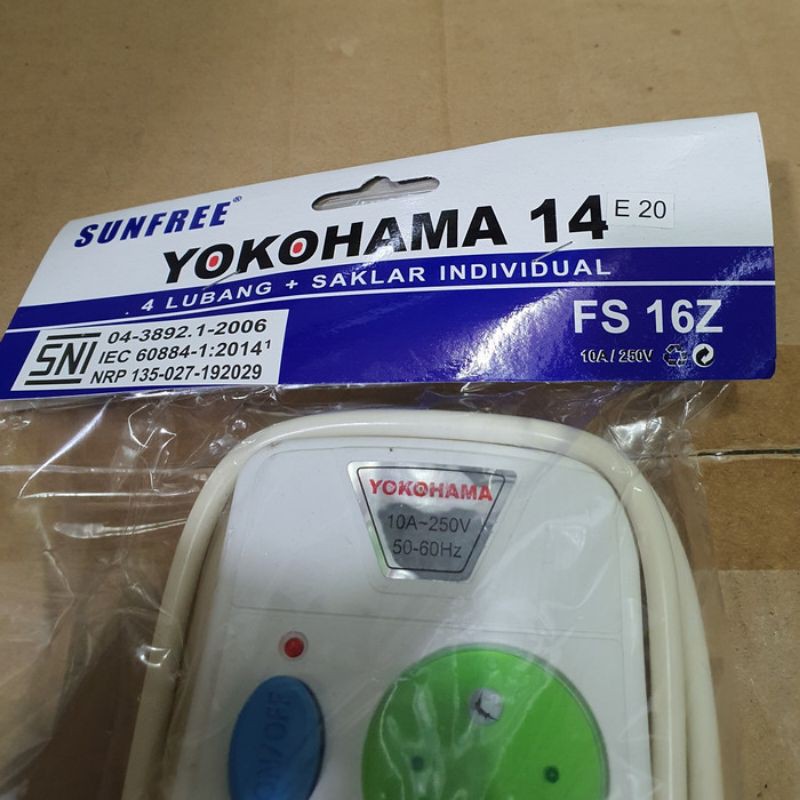 SUNFREE®
YOKOHAMA 14
E 20
4 LUBANG + SAKLAR INDIVIDUAL
FS 16Z
10A / 250V
SNI
04-3892.1-2006
IEC 60884-1:2014¹
NRP 135-027-192029
YOKOHAMA
10A~250V
50-60Hz
ON/OFF